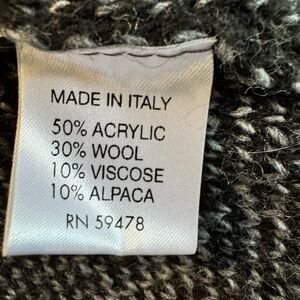 MADE IN ITALY
50% ACRYLIC
30% WOOL
10% VISCOSE
10% ALPACA
RN 59478